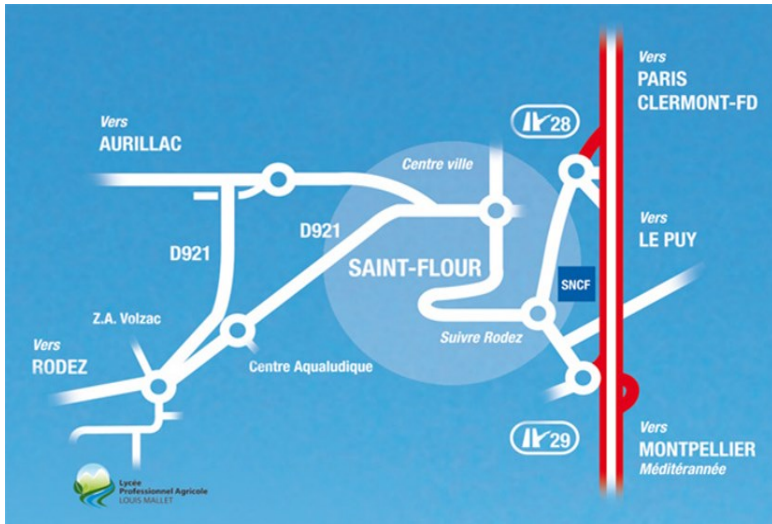 Vers
PARIS
CLERMONT-FD
28
Vers
AURILLAC
Centre ville
Vers
LE PUY
D921
D921
SAINT-FLOUR
SNCF
Z.A. Volzac
Suivre Rodez
Vers
RODEZ
Centre Aqualudique
29
Vers
MONTPELLIER
Méditérannée
Lycée
Professionnel Agricole
LOUIS MALLET